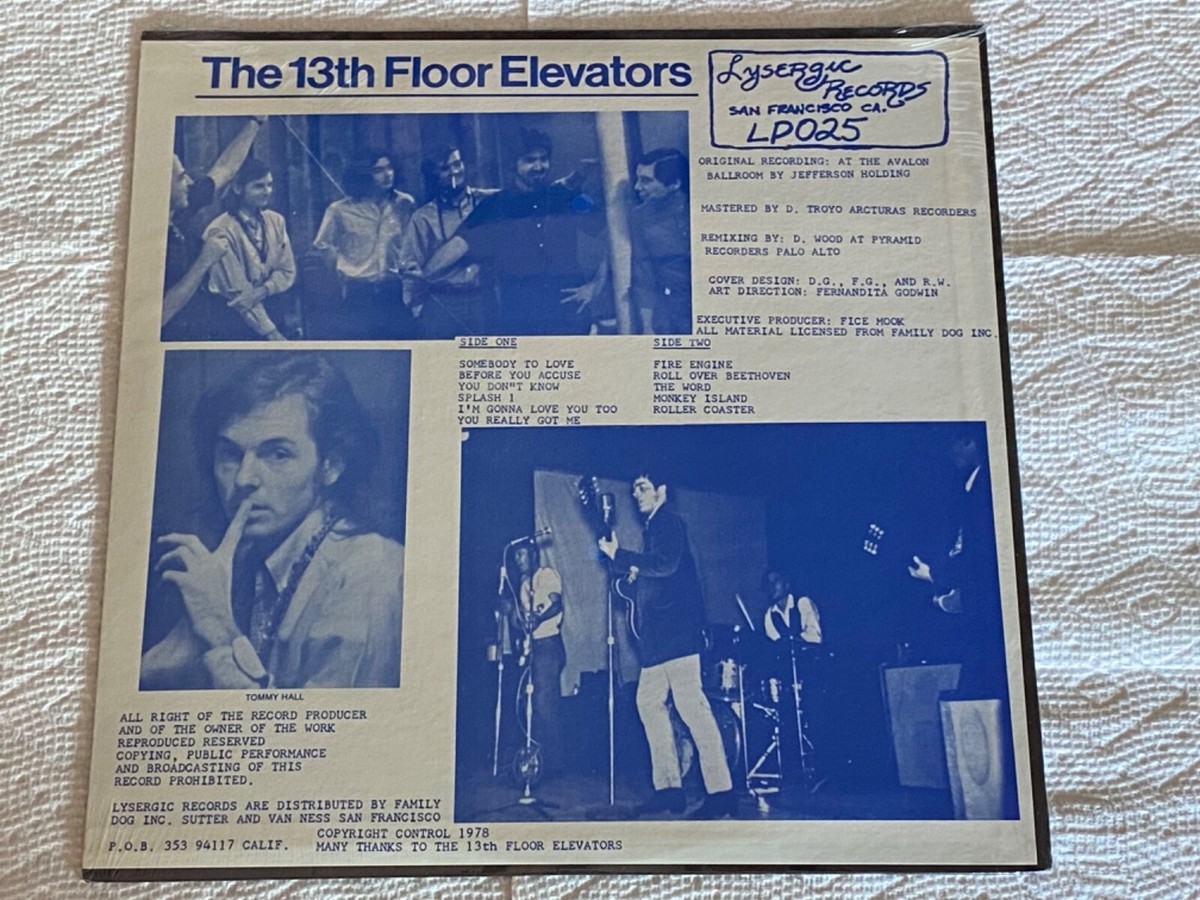 The 13th Floor Elevators
Lysergic
Records
SAN FRANCISCO CA.
LP025
ORIGINAL RECORDING: AT THE AVALON
BALLROOM BY JEFFERSON HOLDING
MASTERED BY D. TROYO ARCTURAS RECORDERS
REMIXING BY: D. WOOD AT PYRAMID
RECORDERS PALO ALTO
COVER DESIGN: D.G., F.G., AND R.W.
ART DIRECTION: FERNANDITA GODWIN
EXECUTIVE PRODUCER: FICE MOOK
ALL MATERIAL LICENSED FROM FAMILY DOG INC.
SIDE ONE
SOMEBODY TO LOVE
BEFORE YOU ACCUSE
YOU DON"T KNOW
SPLASH 1
I'M GONNA LOVE YOU TOO
YOU REALLY GOT ME
SIDE TWO
FIRE ENGINE
ROLL OVER BEETHOVEN
THE WORD
MONKEY ISLAND
ROLLER COASTER
TOMMY HALL
ALL RIGHT OF THE RECORD PRODUCER
AND OF THE OWNER OF THE WORK
REPRODUCED RESERVED
COPYING, PUBLIC PERFORMANCE
AND BROADCASTING OF THIS
RECORD PROHIBITED.
LYSERGIC RECORDS ARE DISTRIBUTED BY FAMILY
DOG INC. SUTTER AND VAN NESS SAN FRANCISCO
COPYRIGHT CONTROL 1978
P.O.B. 353 94117 CALIF. MANY THANKS TO THE 13th FLOOR ELEVATORS